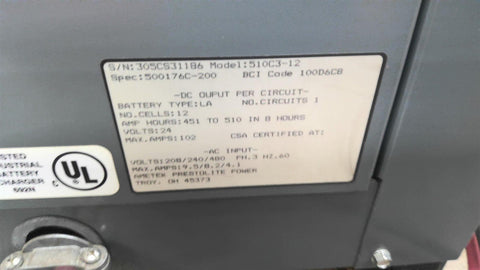 S/N:305CS31186 Model:510C3-12
Spec:500176C-200 BCI Code 100D6CB
-DC OUPUT PER CIRCUIT-
BATTERY TYPE:LA NO.CIRCUITS 1
NO.CELLS:12
AMP HOURS:451 TO 510 IN 8 HOURS
VOLTS:24
MAX.AMPS:102 CSA CERTIFIED AT:
-AC INPUT-
VOLTS:208/240/480 PH.3 HZ.60
MAX.AMPS:9.5/8.2/4.1
AMETEK PRESTOLITE POWER
TROY, OH 45373
STED
USTRIAL
ATTERY
HARGER
592N
UL